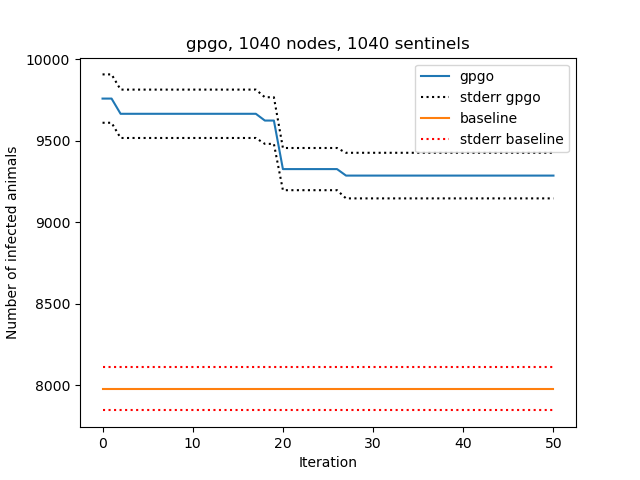 gpgo, 1040 nodes, 1040 sentinels
10000
9500
9000
8500
8000
Number of infected animals
gpgo
stderr gpgo
baseline
stderr baseline
0
10
20
30
40
50
Iteration